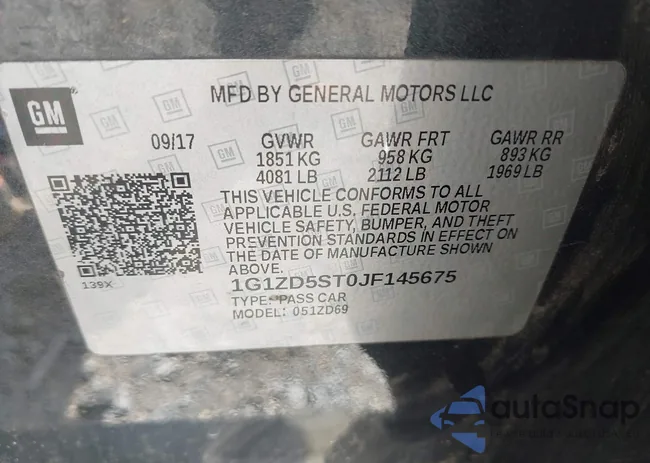 GM
MFD BY GENERAL MOTORS LLC
09/17
GVWR
GAWR FRT
GAWR RR
1851 KG
958 KG
893 KG
4081 LB
2112 LB
1969 LB
THIS VEHICLE CONFORMS TO ALL
APPLICABLE U.S. FEDERAL MOTOR
VEHICLE SAFETY, BUMPER, AND THEFT
PREVENTION STANDARDS IN EFFECT ON
THE DATE OF MANUFACTURE SHOWN
ABOVE.
139X
1G1ZD5ST0JF145675
TYPE: PASS CAR
MODEL: 051ZD69
autoSnap